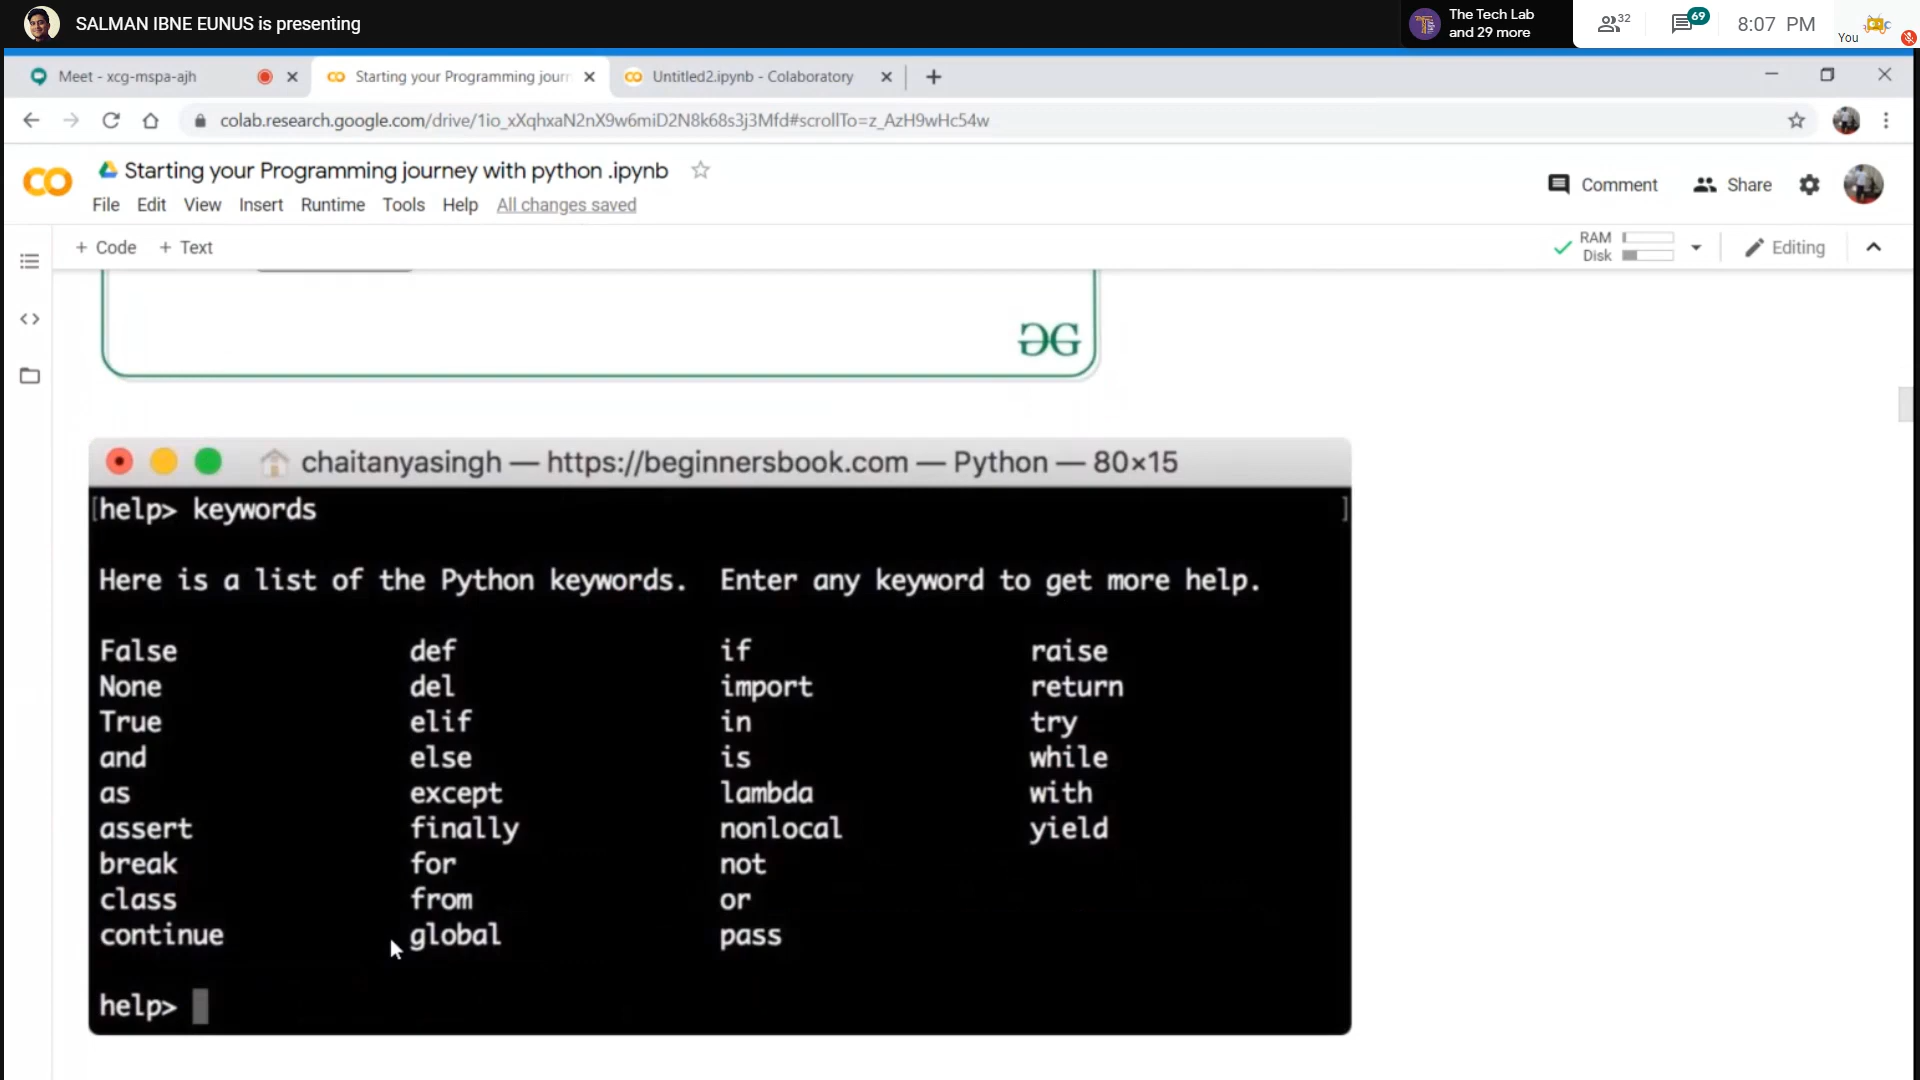 SALMAN IBNE EUNUS is presenting
The Tech Lab
and 29 more
32
69
8:07 PM
You
Meet - xcg-mspa-ajh
Starting your Programming jour
Untitled2.ipynb - Colaboratory
colab.research.google.com/drive/1io_xXqhxaN2nX9w6miD2N8k68s3j3Mfd#scrollTo=z_AzH9wHc54w
Starting your Programming journey with python .ipynb
Comment
Share
File Edit View Insert Runtime Tools Help All changes saved
+ Code + Text
RAM
Disk
Editing
chaitanyasingh — https://beginnersbook.com — Python — 80×15
[help> keywords ]
Here is a list of the Python keywords.  Enter any keyword to get more help.
False def if raise
None del import return
True elif in try
and else is while
as except lambda with
assert finally nonlocal yield
break for not
class from or
continue global pass
help>